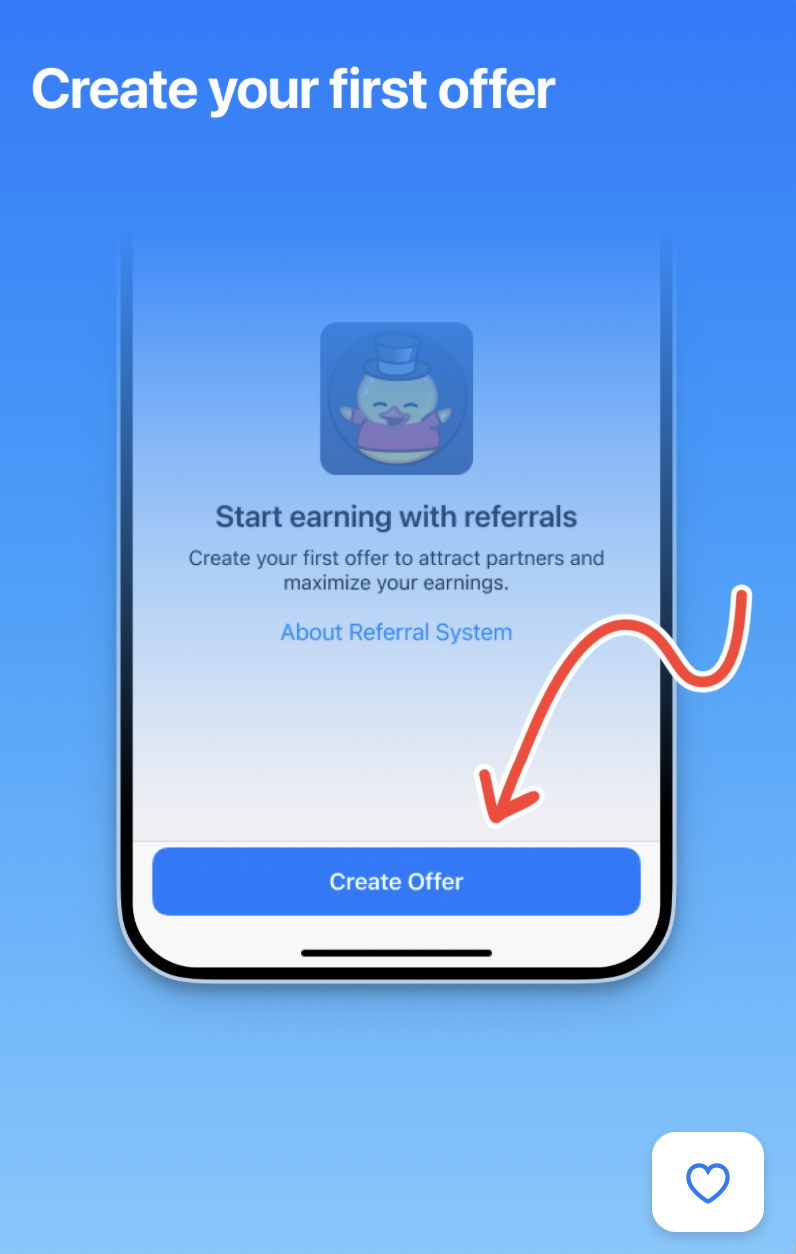 Create your first offer
Start earning with referrals
Create your first offer to attract partners and
maximize your earnings.
About Referral System
Create Offer